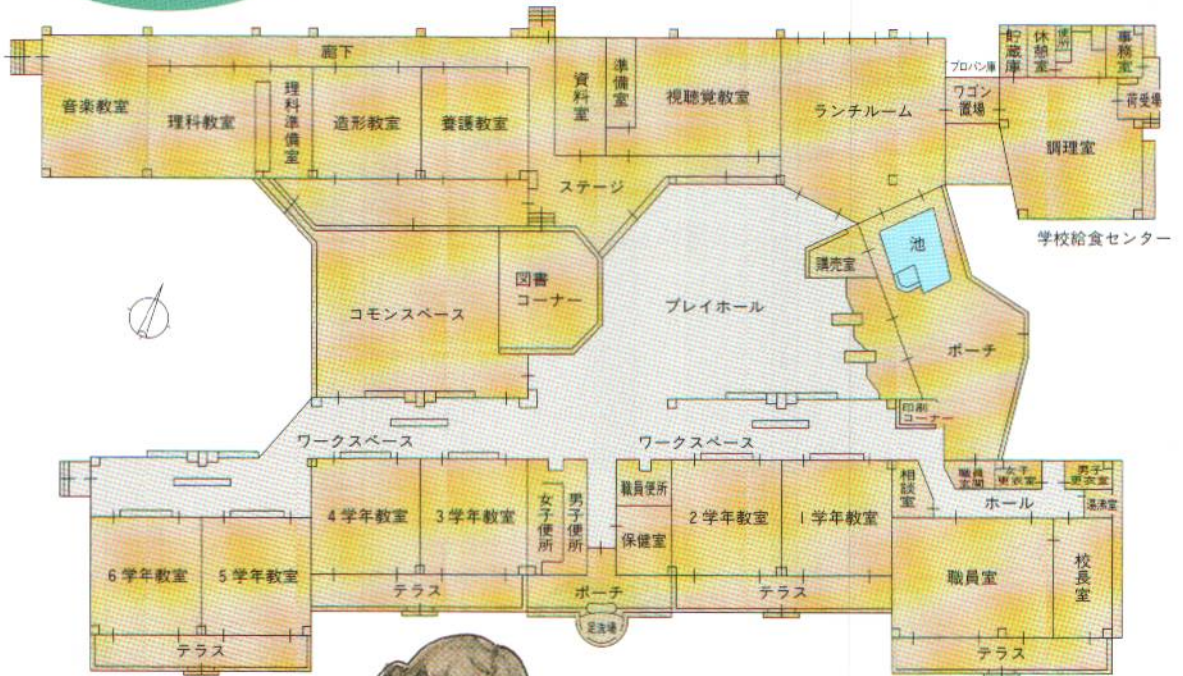 廊下
音楽教室
理科教室
理科準備室
造形教室
養護教室
資料室
準備室
視聴覚教室
ランチルーム
プロパン庫
ワゴン
置場
貯蔵庫
休憩室
便所
事務室
荷受場
調理室
学校給食センター
ステージ
図書
コーナー
コモンスペース
プレイホール
購売室
池
ポーチ
印刷
コーナー
ワークスペース
ワークスペース
6学年教室
5学年教室
4学年教室
3学年教室
女子便所
男子便所
職員便所
保健室
2学年教室
1学年教室
相談室
職員
玄関
女子
更衣室
男子
更衣室
ホール
湯沸室
職員室
校長室
テラス
テラス
ポーチ
足洗場
テラス
テラス